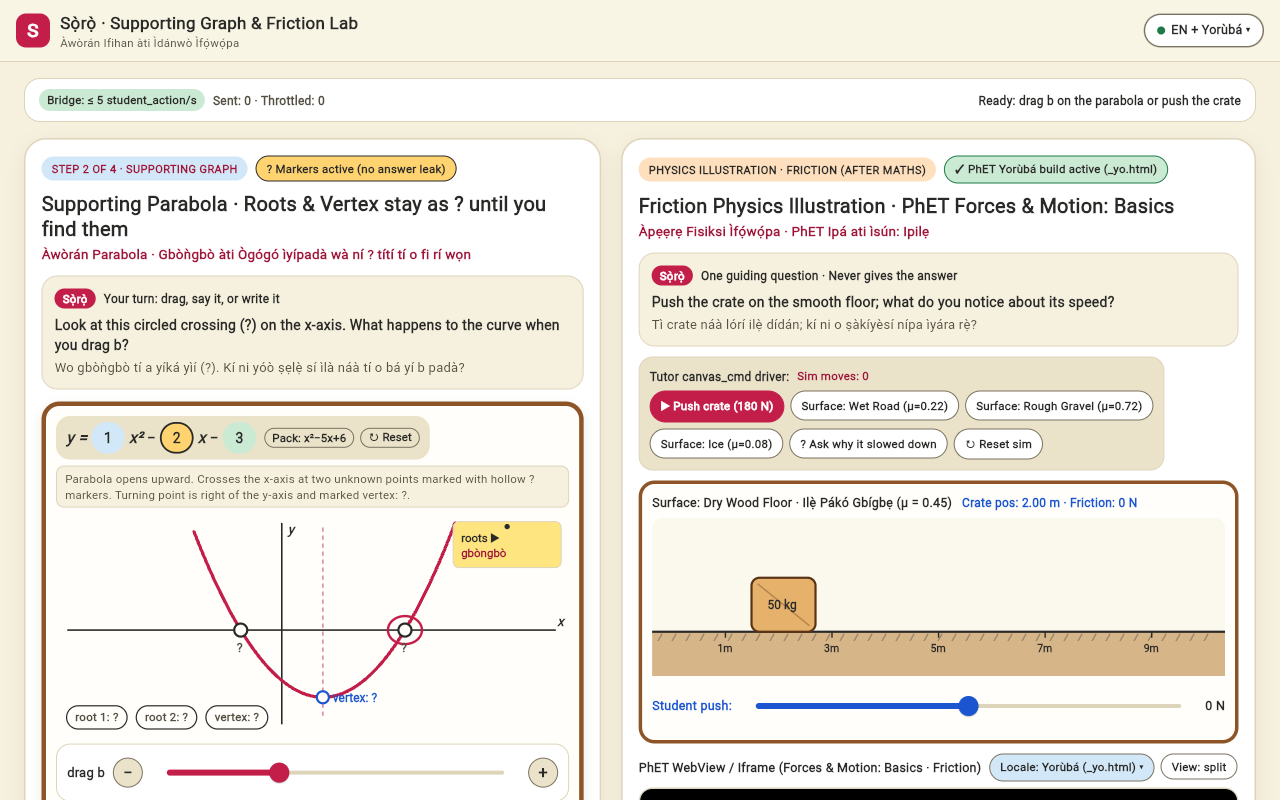 S
Sọ̀rọ̀ · Supporting Graph & Friction Lab
Àwòrán Ifihan àti Ìdánwò Ìfọ́wọ́pa
EN + Yorùbá ▾
Bridge: ≤ 5 student_action/s
Sent: 0 · Throttled: 0
Ready: drag b on the parabola or push the crate
STEP 2 OF 4 · SUPPORTING GRAPH
? Markers active (no answer leak)
Supporting Parabola · Roots & Vertex stay as ? until you
find them
Àwòrán Parabola · Gbòǹgbò àti Ògógó ìyípadà wà ní ? títí tí o fi rí wọn
Sọ̀rọ̀
Your turn: drag, say it, or write it
Look at this circled crossing (?) on the x-axis. What happens to the curve when
you drag b?
Wo gbòǹgbò tí a yíká yìí (?). Kí ni yóò ṣẹlẹ̀ sí ìlà náà tí o bá yí b padà?
y = 1 x² − 2 x − 3
Pack: x²−5x+6
↻ Reset
Parabola opens upward. Crosses the x-axis at two unknown points marked with hollow ?
markers. Turning point is right of the y-axis and marked vertex: ?.
y
roots ▶
gbòngbò
x
?
?
vertex: ?
root 1: ?
root 2: ?
vertex: ?
drag b
−
+
PHYSICS ILLUSTRATION · FRICTION (AFTER MATHS)
✓ PhET Yorùbá build active (_yo.html)
Friction Physics Illustration · PhET Forces & Motion: Basics
Àpẹẹrẹ Fisiksi Ìfọ́wọ́pa · PhET Ipá ati ìsún: Ipilẹ
Sọ̀rọ̀
One guiding question · Never gives the answer
Push the crate on the smooth floor; what do you notice about its speed?
Tì crate náà lórí ilẹ̀ dídán; kí ni o ṣàkíyèsí nípa ìyára rẹ̀?
Tutor canvas_cmd driver:
Sim moves: 0
▶ Push crate (180 N)
Surface: Wet Road (μ=0.22)
Surface: Rough Gravel (μ=0.72)
Surface: Ice (μ=0.08)
? Ask why it slowed down
↻ Reset sim
Surface: Dry Wood Floor · Ilẹ̀ Pákó Gbígbẹ (μ = 0.45)
Crate pos: 2.00 m · Friction: 0 N
50 kg
1m
3m
5m
7m
9m
Student push:
0 N
PhET WebView / Iframe (Forces & Motion: Basics · Friction)
Locale: Yorùbá (_yo.html) ▾
View: split